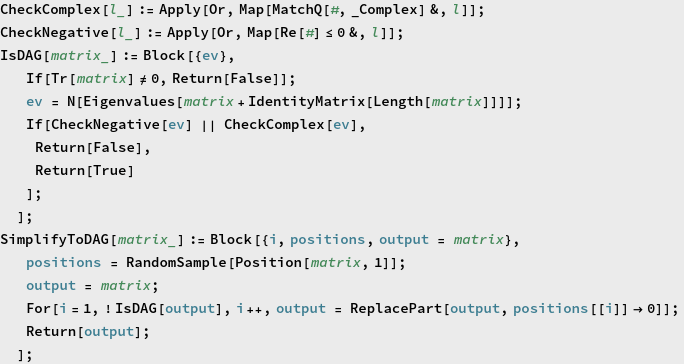 CheckComplex[l_] := Apply[Or, Map[MatchQ[#, _Complex] &, l]];
CheckNegative[l_] := Apply[Or, Map[Re[#] ≤ 0 &, l]];
IsDAG[matrix_] := Block[{ev},
If[Tr[matrix] ≠ 0, Return[False]];
ev = N[Eigenvalues[matrix + IdentityMatrix[Length[matrix]]]];
If[CheckNegative[ev] || CheckComplex[ev],
Return[False],
Return[True]
];
];
SimplifyToDAG[matrix_] := Block[{i, positions, output = matrix},
positions = RandomSample[Position[matrix, 1]];
output = matrix;
For[i = 1, ! IsDAG[output], i++, output = ReplacePart[output, positions[[i]] → 0]];
Return[output];
];